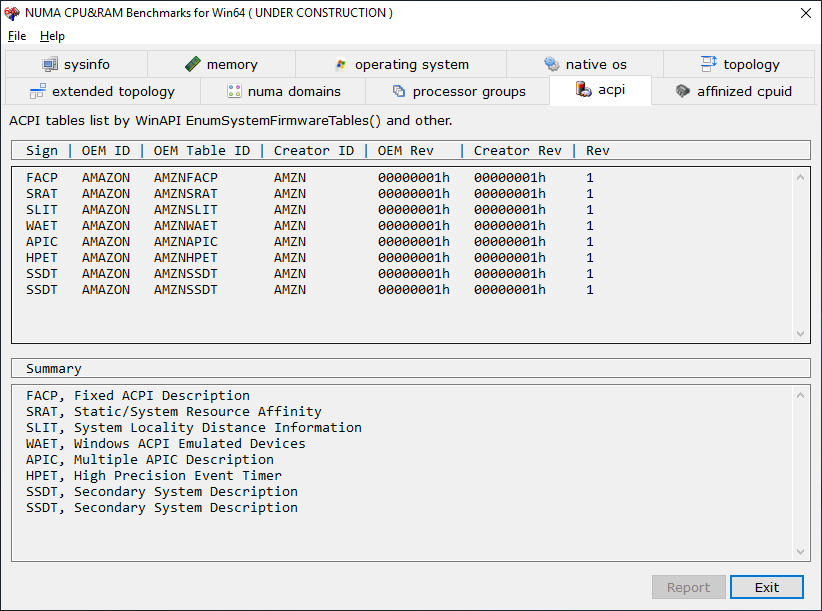 NUMA CPU&RAM Benchmarks for Win64 ( UNDER CONSTRUCTION )
File Help
sysinfo memory operating system native os topology
extended topology numa domains processor groups acpi affinized cpuid
ACPI tables list by WinAPI EnumSystemFirmwareTables() and other.
Sign | OEM ID | OEM Table ID | Creator ID | OEM Rev | Creator Rev | Rev
FACP AMAZON AMZNFACP AMZN 00000001h 00000001h 1
SRAT AMAZON AMZNSRAT AMZN 00000001h 00000001h 1
SLIT AMAZON AMZNSLIT AMZN 00000001h 00000001h 1
WAET AMAZON AMZNWAET AMZN 00000001h 00000001h 1
APIC AMAZON AMZNAPIC AMZN 00000001h 00000001h 1
HPET AMAZON AMZNHPET AMZN 00000001h 00000001h 1
SSDT AMAZON AMZNSSDT AMZN 00000001h 00000001h 1
SSDT AMAZON AMZNSSDT AMZN 00000001h 00000001h 1
Summary
FACP, Fixed ACPI Description
SRAT, Static/System Resource Affinity
SLIT, System Locality Distance Information
WAET, Windows ACPI Emulated Devices
APIC, Multiple APIC Description
HPET, High Precision Event Timer
SSDT, Secondary System Description
SSDT, Secondary System Description
Report Exit